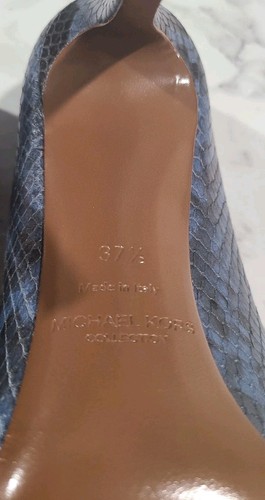 37½
Made in Italy
MICHAEL KORS
COLLECTION